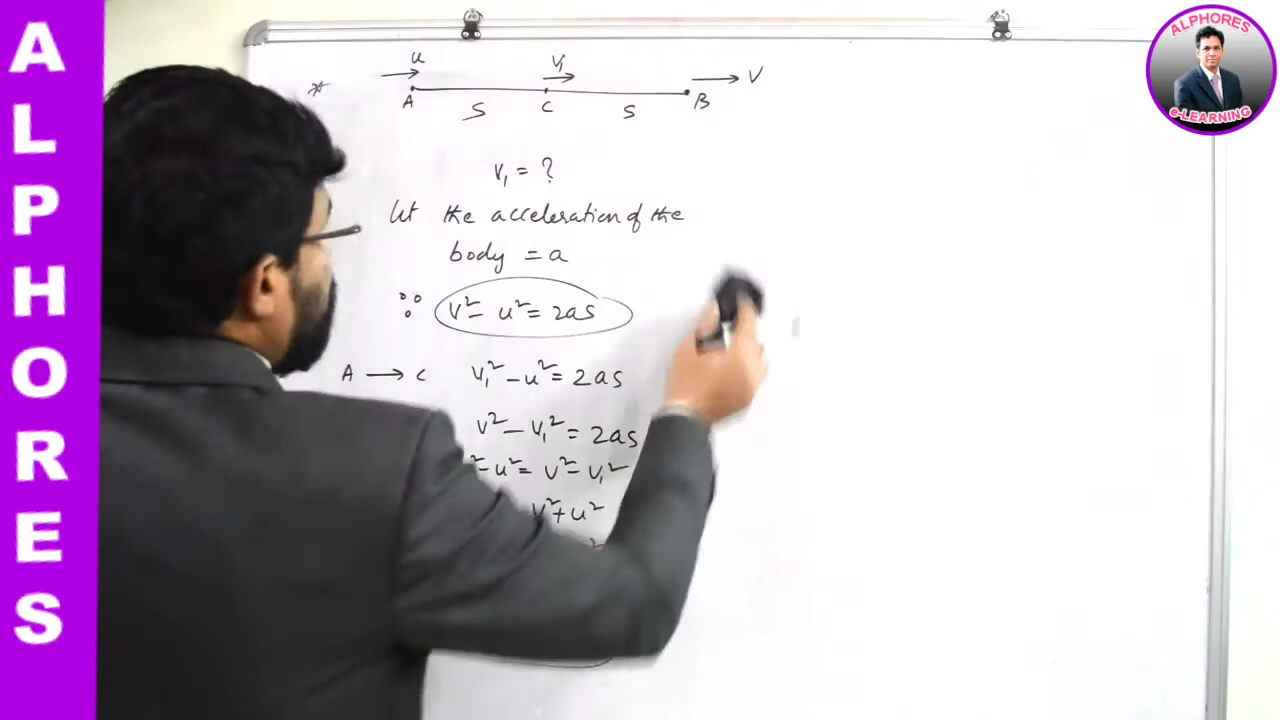 ALPHORES
ALPHORES
e-LEARNING
u V₁ V
* A S C S B
V₁ = ?
Let the acceleration of the
body = a
∵ V² - u² = 2as
A → C V₁² - u² = 2as
V² - V₁² = 2as
² - u² = V² - V₁²
V² + u²